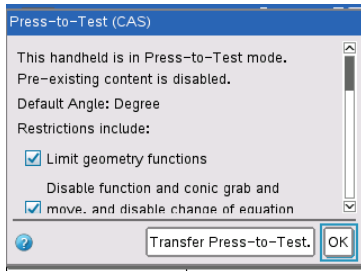 Press-to-Test (CAS)
This handheld is in Press-to-Test mode.
Pre-existing content is disabled.
Default Angle: Degree
Restrictions include:
Limit geometry functions
Disable function and conic grab and
move, and disable change of equation
?
Transfer Press-to-Test.
OK